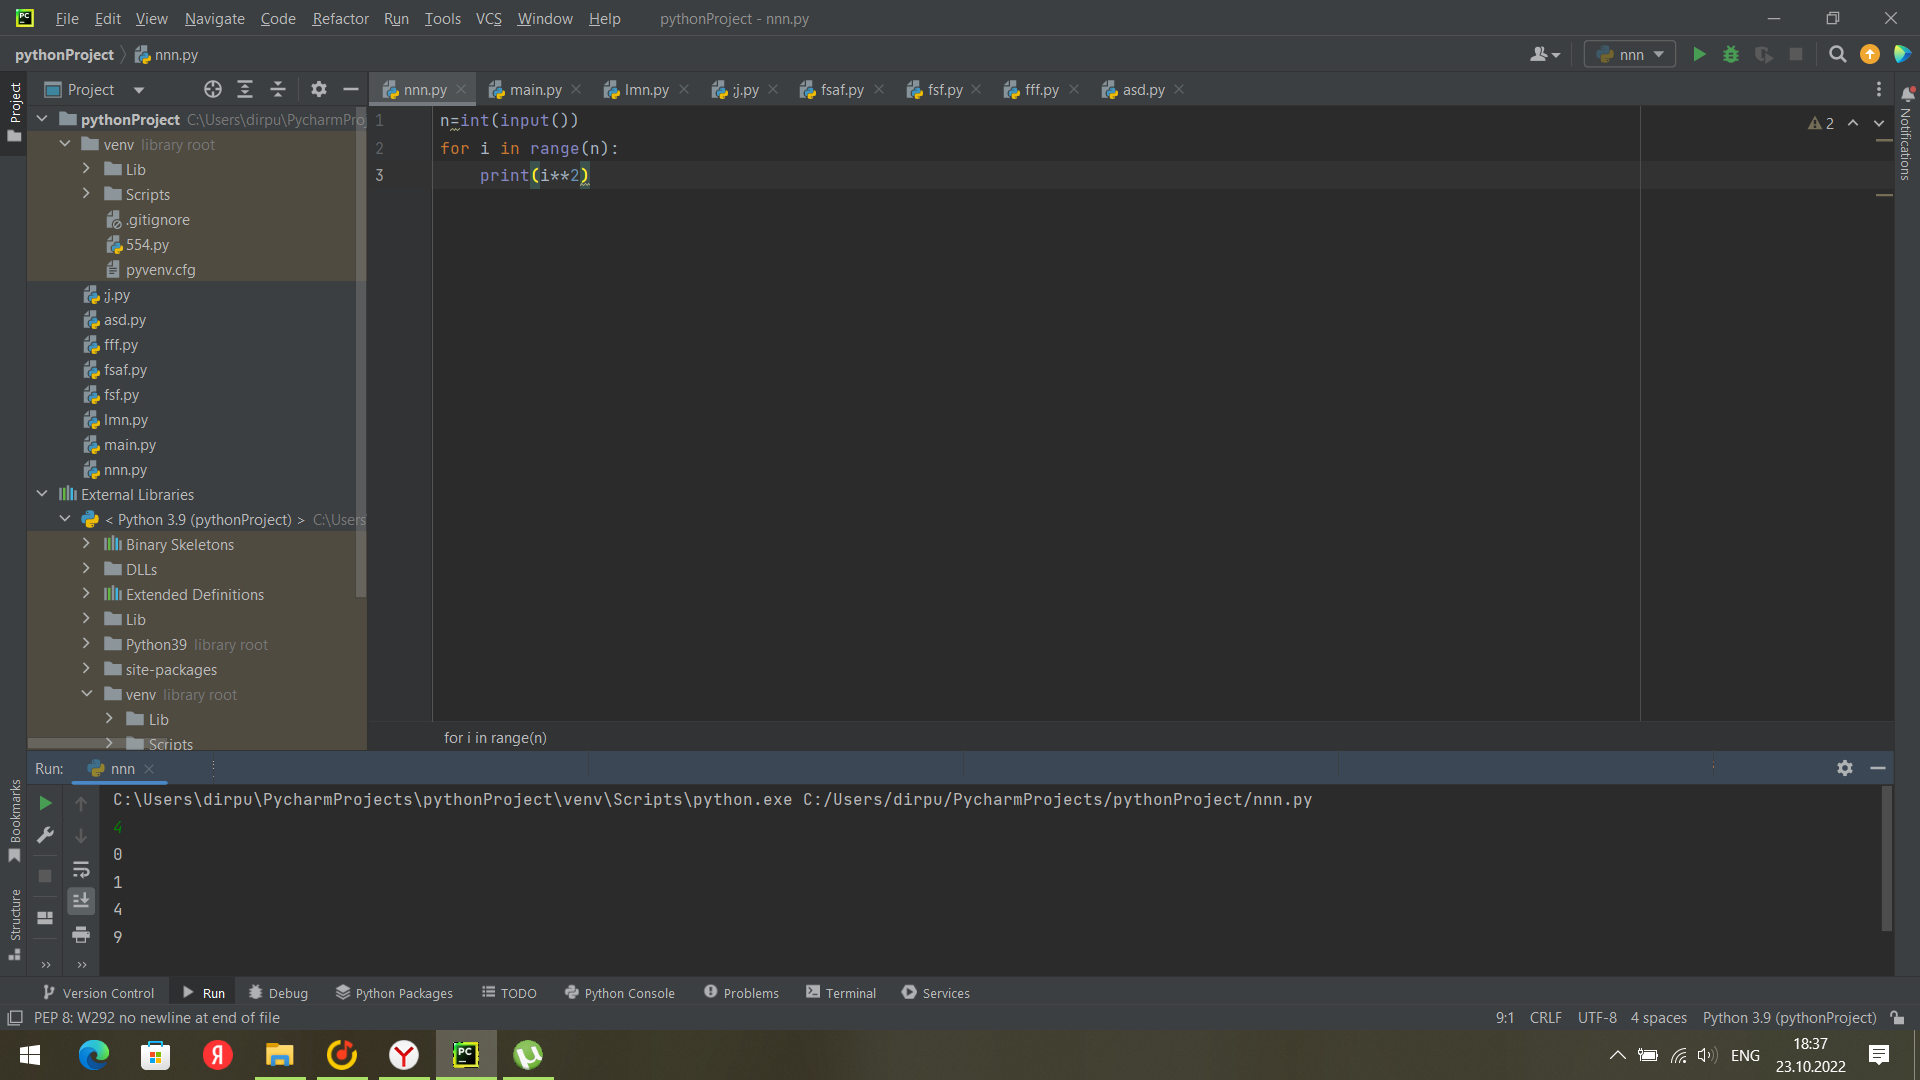 File Edit View Navigate Code Refactor Run Tools VCS Window Help pythonProject - nnn.py
pythonProject nnn.py nnn
Project nnn.py main.py lmn.py ;j.py fsaf.py fsf.py fff.py asd.py
Project
Notifications
pythonProject C:\Users\dirpu\PycharmProj
venv library root
Lib
Scripts
.gitignore
554.py
pyvenv.cfg
;j.py
asd.py
fff.py
fsaf.py
fsf.py
lmn.py
main.py
nnn.py
External Libraries
< Python 3.9 (pythonProject) > C:\Users
Binary Skeletons
DLLs
Extended Definitions
Lib
Python39 library root
site-packages
venv library root
Lib
Scripts
1 n=int(input())
2 for i in range(n):
3 print(i**2)
2
for i in range(n)
Run: nnn
Bookmarks
Structure
C:\Users\dirpu\PycharmProjects\pythonProject\venv\Scripts\python.exe C:/Users/dirpu/PycharmProjects/pythonProject/nnn.py
4
0
1
4
9
Version Control Run Debug Python Packages TODO Python Console Problems Terminal Services
PEP 8: W292 no newline at end of file 9:1 CRLF UTF-8 4 spaces Python 3.9 (pythonProject)
ENG 18:37
23.10.2022